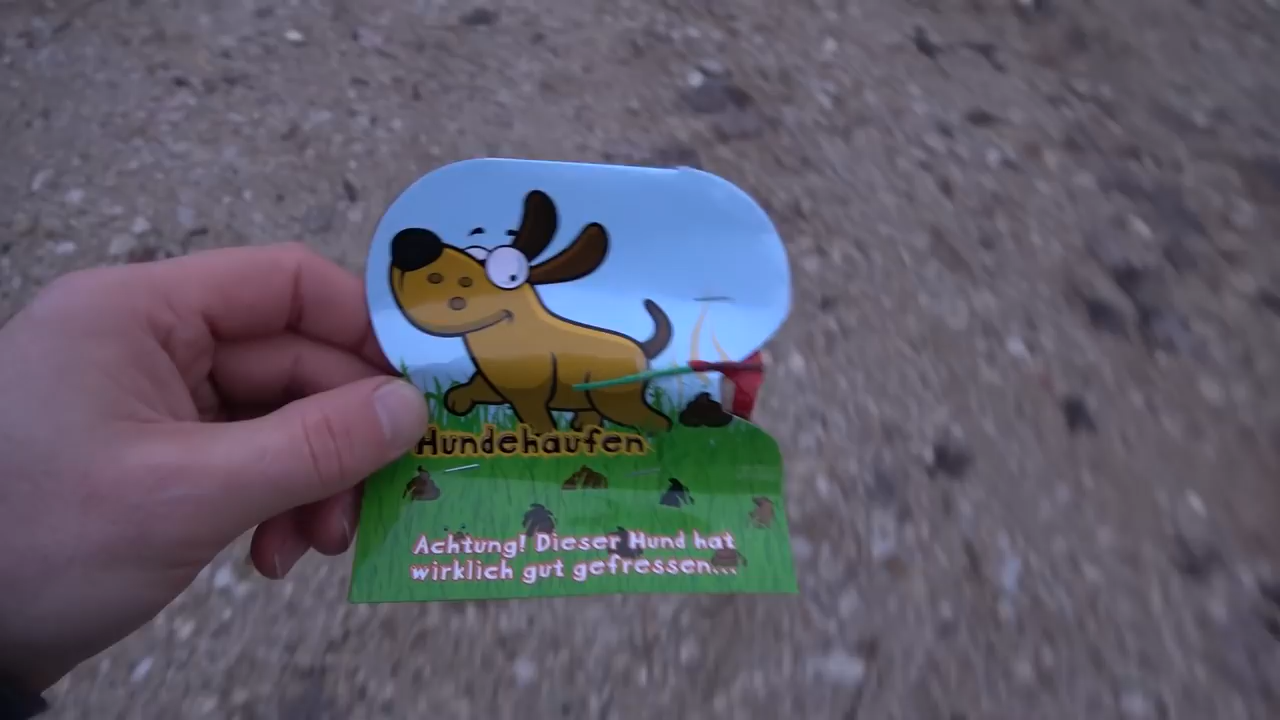 Hundehaufen
Achtung! Dieser Hund hat
wirklich gut gefressen...